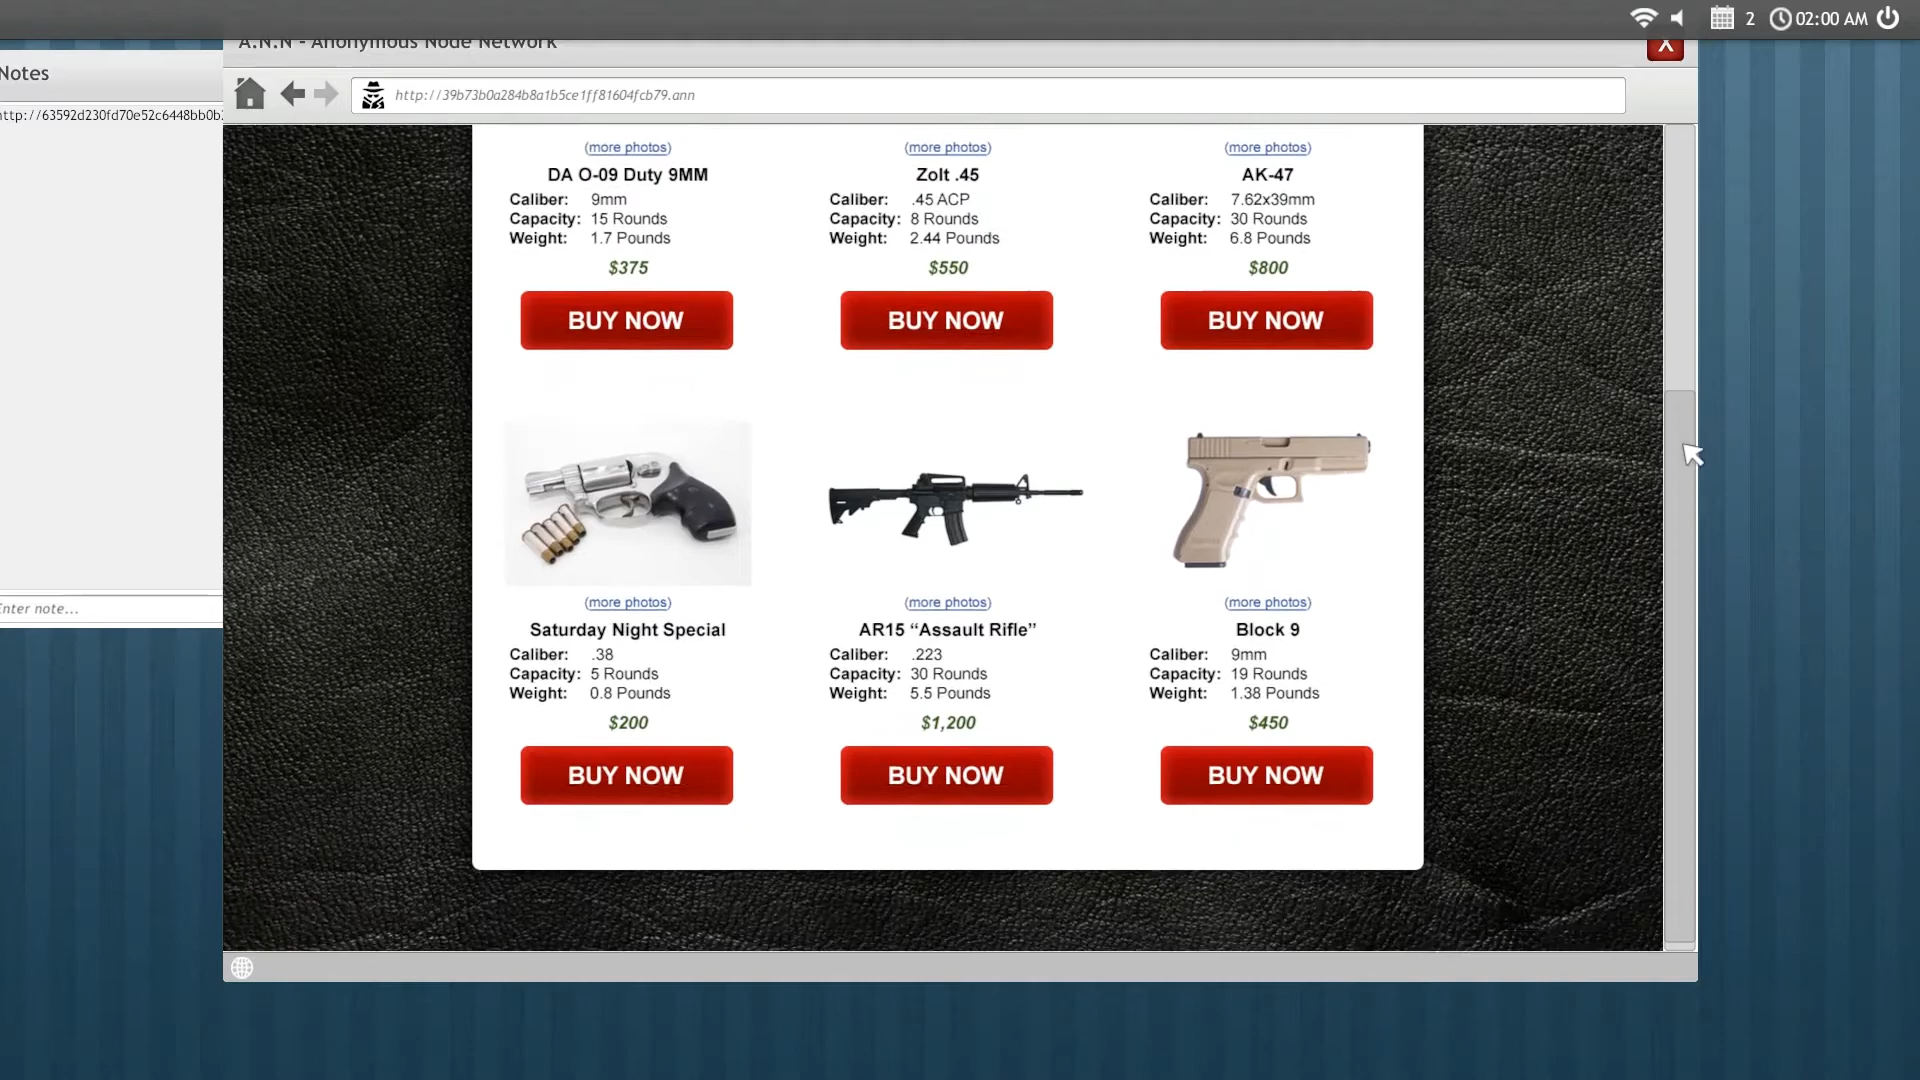 2
02:00 AM
A.N.N - Anonymous Node Network
X
Notes
http://39b73b0a284b8a1b5ce1ff81604fcb79.ann
http://63592d230fd70e52c6448bb0b
(more photos) (more photos) (more photos)
DA O-09 Duty 9MM Zolt .45 AK-47
Caliber: 9mm Caliber: .45 ACP Caliber: 7.62x39mm
Capacity: 15 Rounds Capacity: 8 Rounds Capacity: 30 Rounds
Weight: 1.7 Pounds Weight: 2.44 Pounds Weight: 6.8 Pounds
$375 $550 $800
BUY NOW BUY NOW BUY NOW
(more photos) (more photos) (more photos)
Saturday Night Special AR15 “Assault Rifle” Block 9
Caliber: .38 Caliber: .223 Caliber: 9mm
Capacity: 5 Rounds Capacity: 30 Rounds Capacity: 19 Rounds
Weight: 0.8 Pounds Weight: 5.5 Pounds Weight: 1.38 Pounds
$200 $1,200 $450
BUY NOW BUY NOW BUY NOW
Enter note...